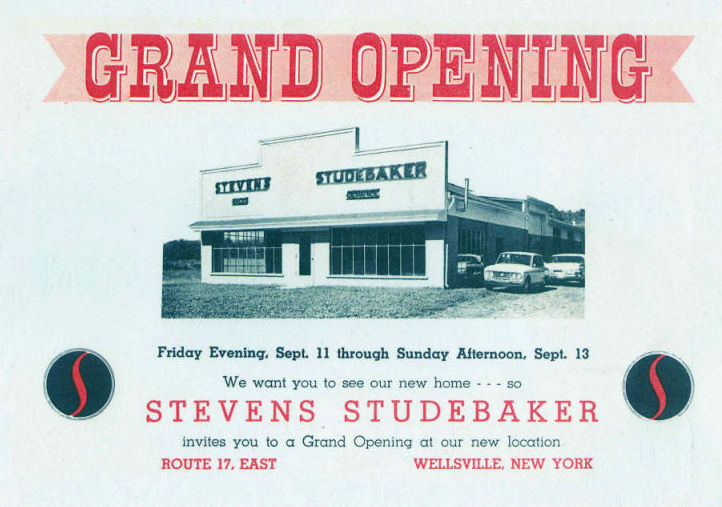 GRAND OPENING
STEVENS STUDEBAKER
SERVICE
Friday Evening, Sept. 11 through Sunday Afternoon, Sept. 13
We want you to see our new home - - - so
STEVENS STUDEBAKER
invites you to a Grand Opening at our new location
ROUTE 17, EAST WELLSVILLE, NEW YORK